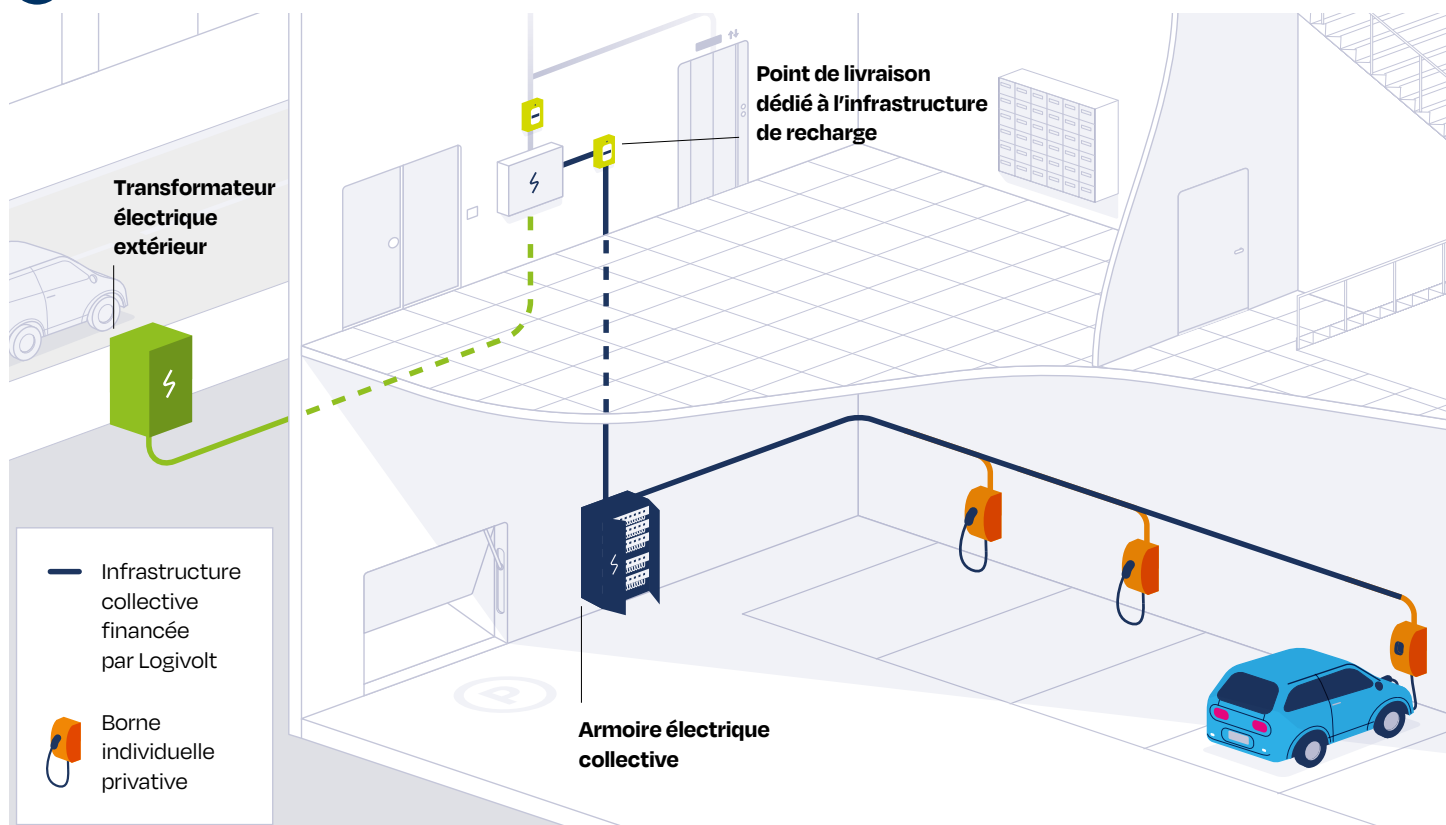 Point de livraison
dédié à l’infrastructure
de recharge
Transformateur
électrique
extérieur
Infrastructure
collective
financée
par Logivolt
Borne
individuelle
privative
Armoire électrique
collective
P